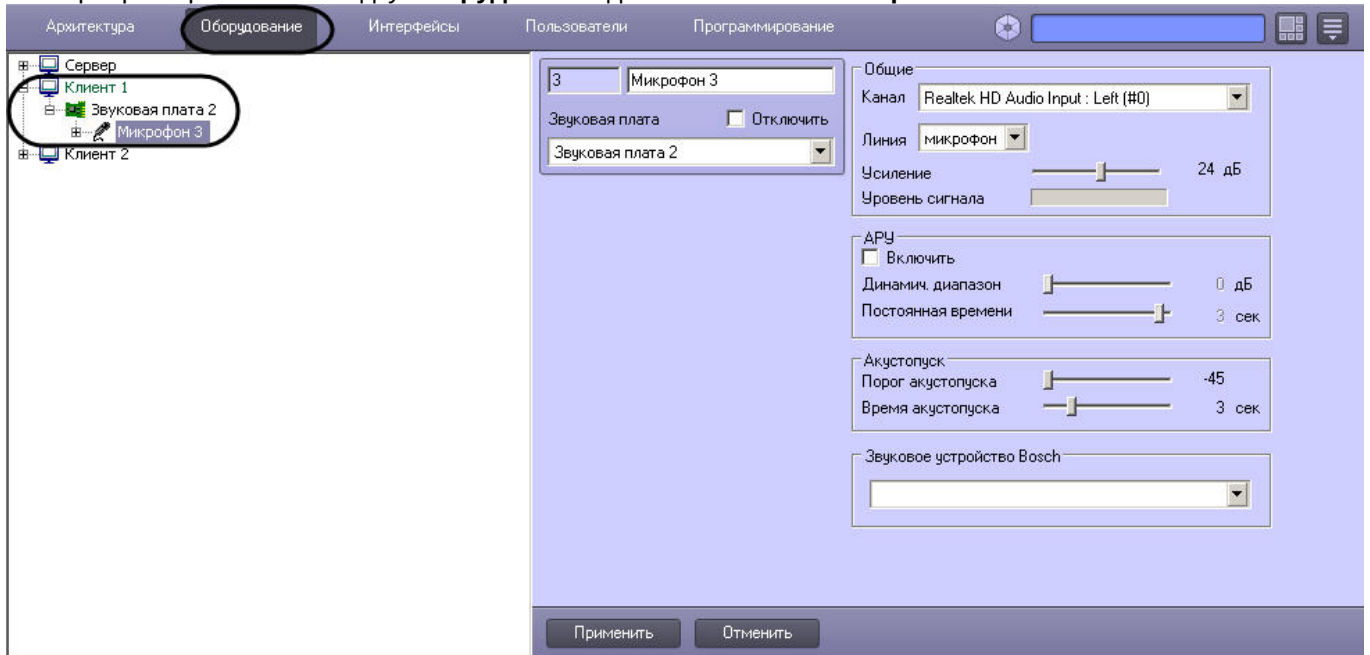 Архитектура Оборудование Интерфейсы Пользователи Программирование
Сервер
Клиент 1
Звуковая плата 2
Микрофон 3
Клиент 2
3 Микрофон 3
Звуковая плата Отключить
Звуковая плата 2
Общие
Канал Realtek HD Audio Input : Left (#0)
Линия микрофон
Усиление 24 дБ
Уровень сигнала
АРУ
Включить
Динамич. диапазон 0 дБ
Постоянная времени 3 сек
Акустопуск
Порог акустопуска -45
Время акустопуска 3 сек
Звуковое устройство Bosch
Применить Отменить